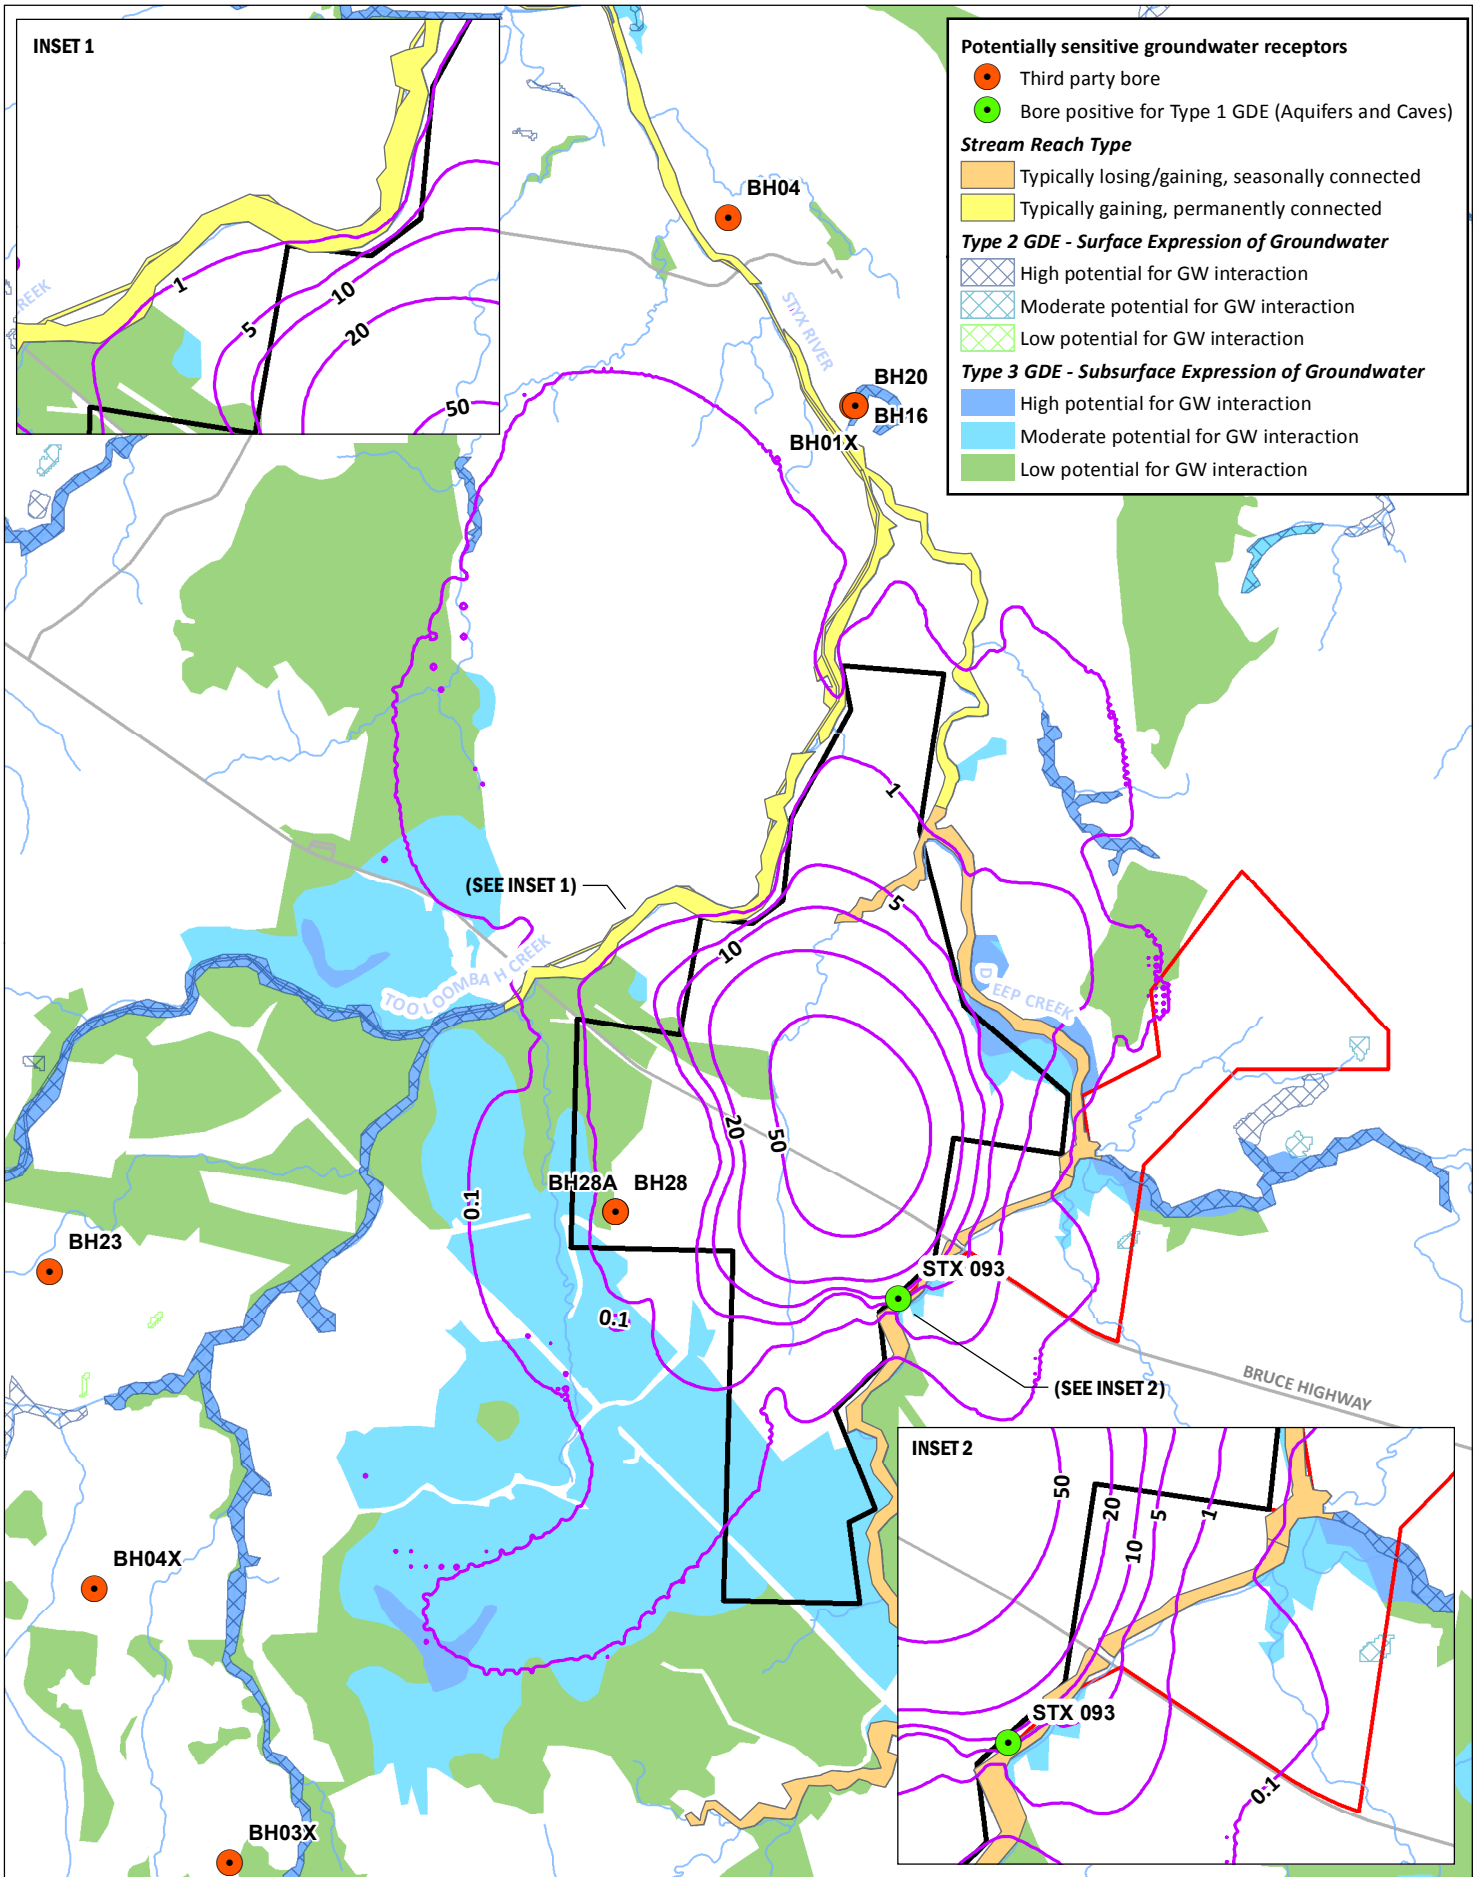 INSET 1
CREEK
1
5
10
20
50
Potentially sensitive groundwater receptors
Third party bore
Bore positive for Type 1 GDE (Aquifers and Caves)
Stream Reach Type
Typically losing/gaining, seasonally connected
Typically gaining, permanently connected
Type 2 GDE - Surface Expression of Groundwater
High potential for GW interaction
Moderate potential for GW interaction
Low potential for GW interaction
Type 3 GDE - Subsurface Expression of Groundwater
High potential for GW interaction
Moderate potential for GW interaction
Low potential for GW interaction
BH04
STYX RIVER
BH20
BH16
BH01X
1
(SEE INSET 1)
5
10
TOOLOOMBAH CREEK
DEEP CREEK
20
50
0.1
BH28A BH28
BH23
STX 093
0.1
(SEE INSET 2)
BRUCE HIGHWAY
BH04X
BH03X
INSET 2
50
20
10
5
1
STX 093
0.1